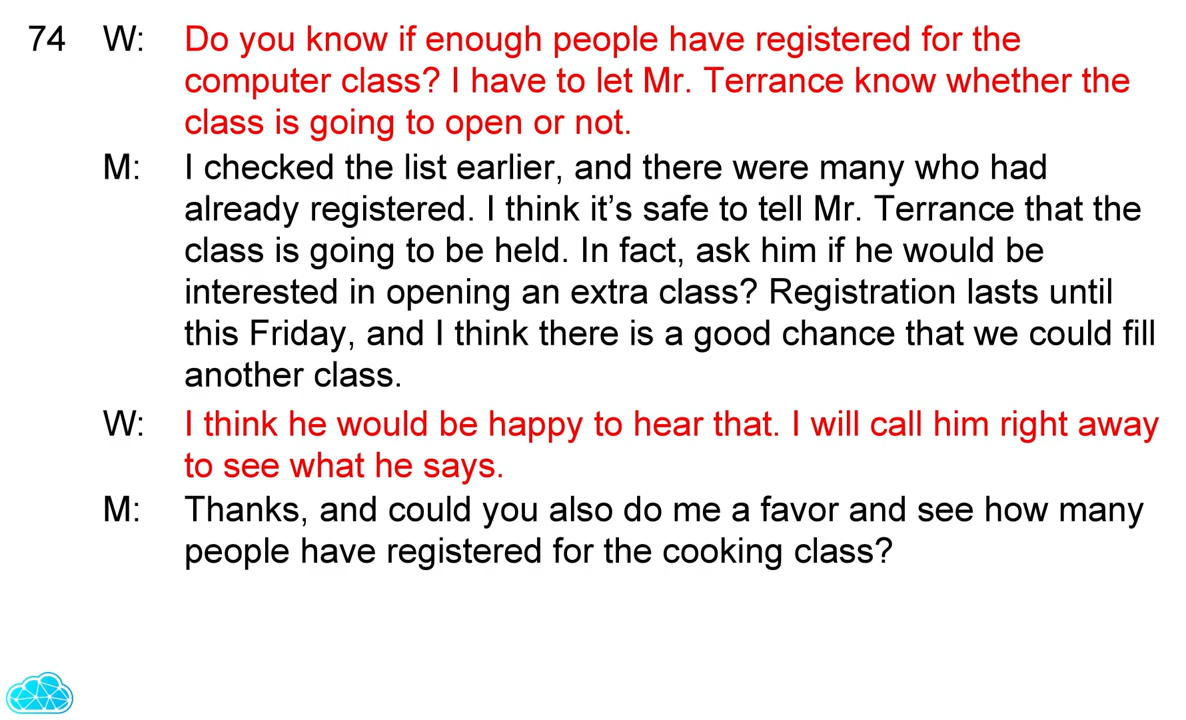 74 W: Do you know if enough people have registered for the
computer class? I have to let Mr. Terrance know whether the
class is going to open or not.
M: I checked the list earlier, and there were many who had
already registered. I think it’s safe to tell Mr. Terrance that the
class is going to be held. In fact, ask him if he would be
interested in opening an extra class? Registration lasts until
this Friday, and I think there is a good chance that we could fill
another class.
W: I think he would be happy to hear that. I will call him right away
to see what he says.
M: Thanks, and could you also do me a favor and see how many
people have registered for the cooking class?